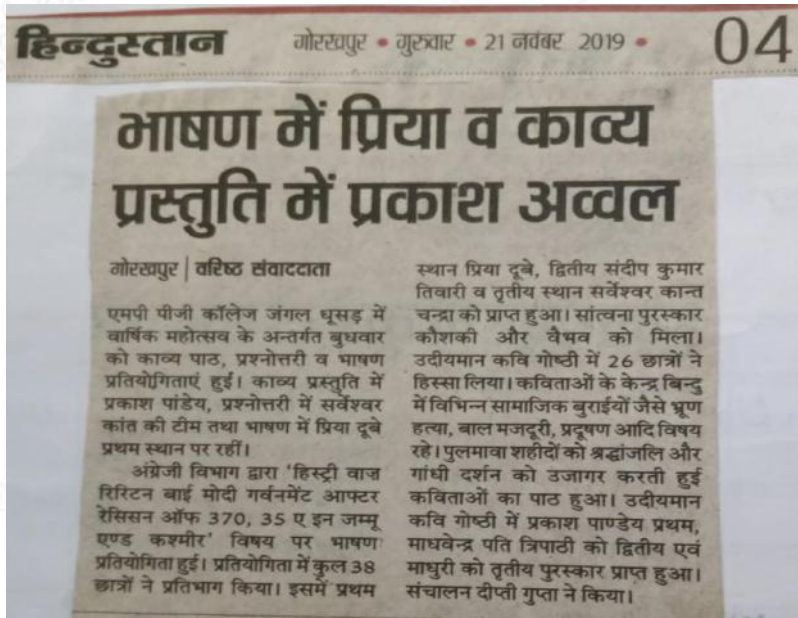 हिन्दुस्तान
गोरखपुर • गुरुवार • 21 नवंबर 2019 •
04
भाषण में प्रिया व काव्य
प्रस्तुति में प्रकाश अव्वल
गोरखपुर | वरिष्ठ संवाददाता
एमपी पीजी कॉलेज जंगल धूसड़ में
वार्षिक महोत्सव के अन्तर्गत बुधवार
को काव्य पाठ, प्रश्नोत्तरी व भाषण
प्रतियोगिताएं हुईं। काव्य प्रस्तुति में
प्रकाश पांडेय, प्रश्नोत्तरी में सर्वेश्वर
कांत की टीम तथा भाषण में प्रिया दूबे
प्रथम स्थान पर रहीं।
अंग्रेजी विभाग द्वारा 'हिस्ट्री वाज़
रिरिटन बाई मोदी गर्वनमेंट आफ्टर
रेसिसन ऑफ 370, 35 ए इन जम्मू
एण्ड कश्मीर' विषय पर भाषण
प्रतियोगिता हुई। प्रतियोगिता में कुल 38
छात्रों ने प्रतिभाग किया। इसमें प्रथम
स्थान प्रिया दूबे, द्वितीय संदीप कुमार
तिवारी व तृतीय स्थान सर्वेश्वर कान्त
चन्द्रा को प्राप्त हुआ। सांत्वना पुरस्कार
कौशकी और वैभव को मिला।
उदीयमान कवि गोष्ठी में 26 छात्रों ने
हिस्सा लिया। कविताओं के केन्द्र बिन्दु
में विभिन्न सामाजिक बुराईयों जैसे भ्रूण
हत्या, बाल मजदूरी, प्रदूषण आदि विषय
रहे। पुलमावा शहीदों को श्रद्धांजलि और
गांधी दर्शन को उजागर करती हुई
कविताओं का पाठ हुआ। उदीयमान
कवि गोष्ठी में प्रकाश पाण्डेय प्रथम,
माधवेन्द्र पति त्रिपाठी को द्वितीय एवं
माधुरी को तृतीय पुरस्कार प्राप्त हुआ।
संचालन दीप्ती गुप्ता ने किया।